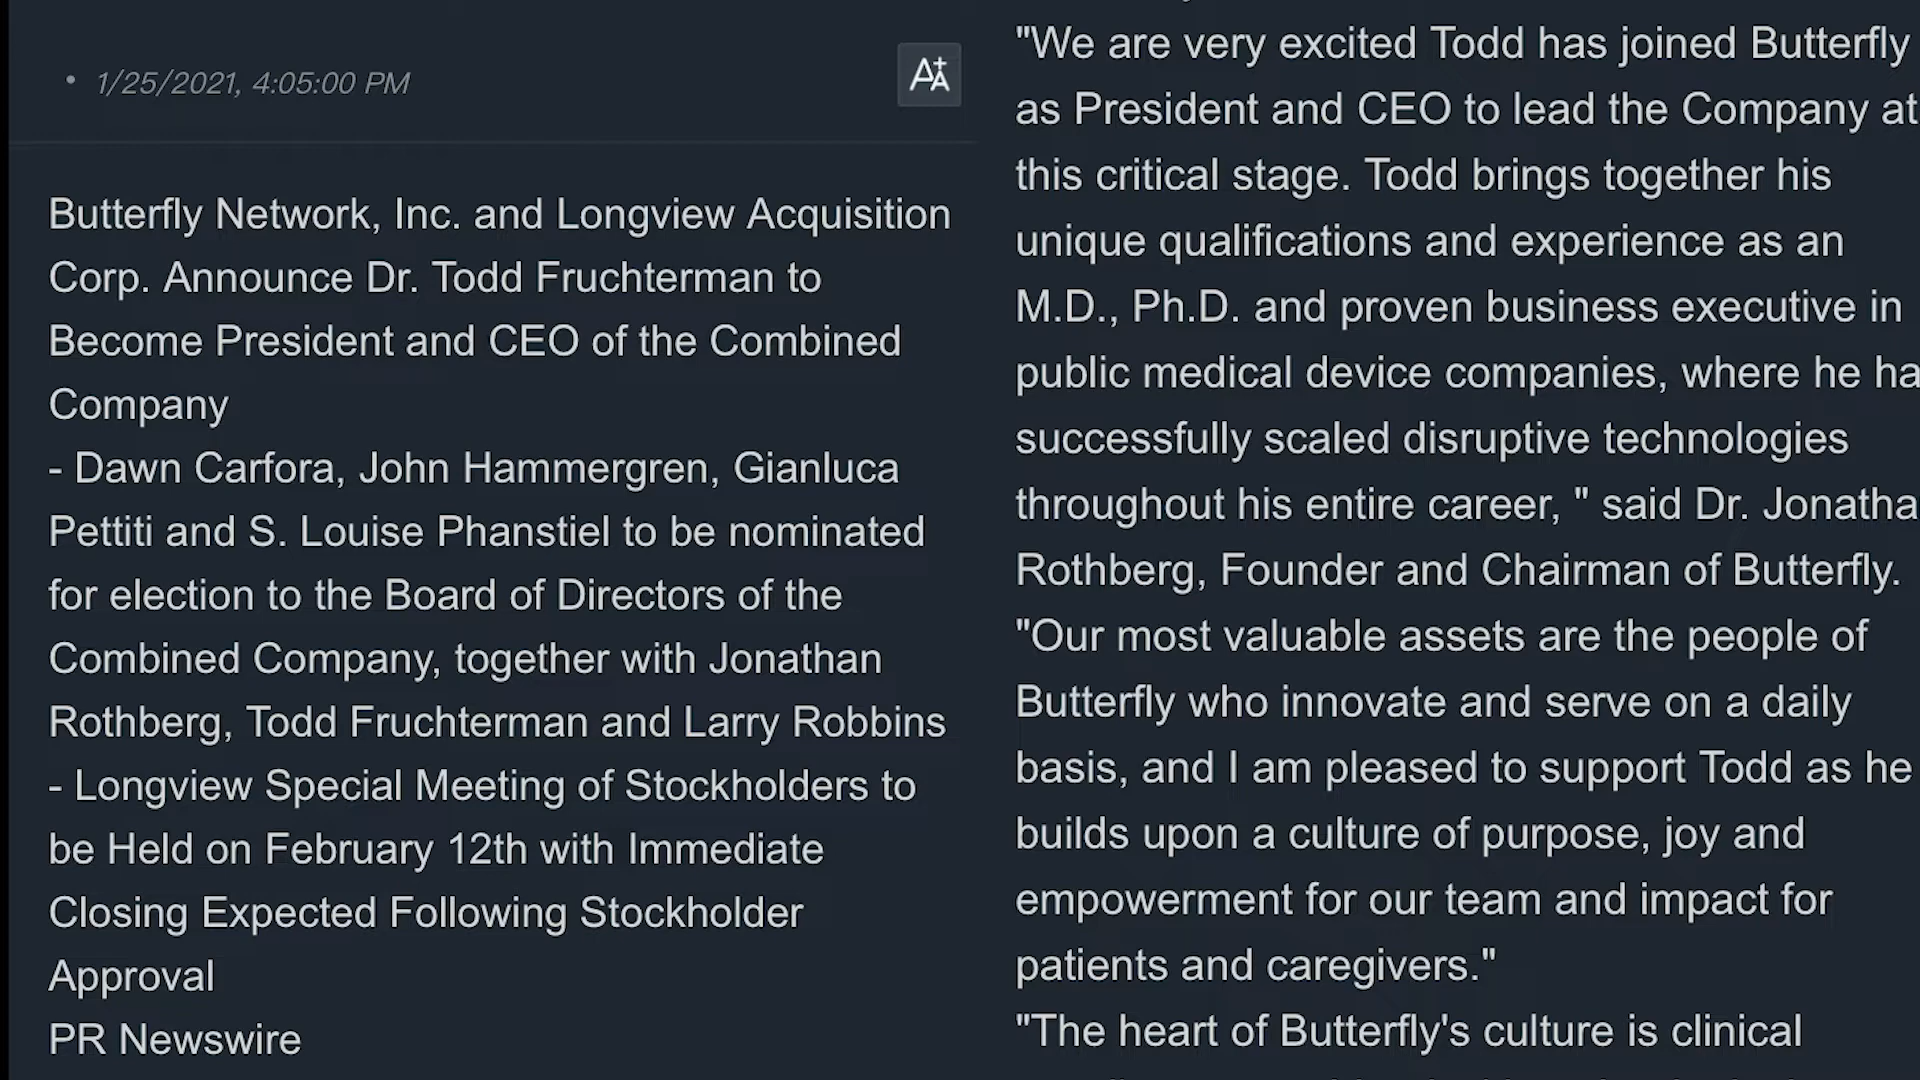 • 1/25/2021, 4:05:00 PM
Butterfly Network, Inc. and Longview Acquisition
Corp. Announce Dr. Todd Fruchterman to
Become President and CEO of the Combined
Company
- Dawn Carfora, John Hammergren, Gianluca
Pettiti and S. Louise Phanstiel to be nominated
for election to the Board of Directors of the
Combined Company, together with Jonathan
Rothberg, Todd Fruchterman and Larry Robbins
- Longview Special Meeting of Stockholders to
be Held on February 12th with Immediate
Closing Expected Following Stockholder
Approval
PR Newswire
"We are very excited Todd has joined Butterfly
as President and CEO to lead the Company at
this critical stage. Todd brings together his
unique qualifications and experience as an
M.D., Ph.D. and proven business executive in
public medical device companies, where he ha
successfully scaled disruptive technologies
throughout his entire career, " said Dr. Jonatha
Rothberg, Founder and Chairman of Butterfly.
"Our most valuable assets are the people of
Butterfly who innovate and serve on a daily
basis, and I am pleased to support Todd as he
builds upon a culture of purpose, joy and
empowerment for our team and impact for
patients and caregivers."
"The heart of Butterfly's culture is clinical